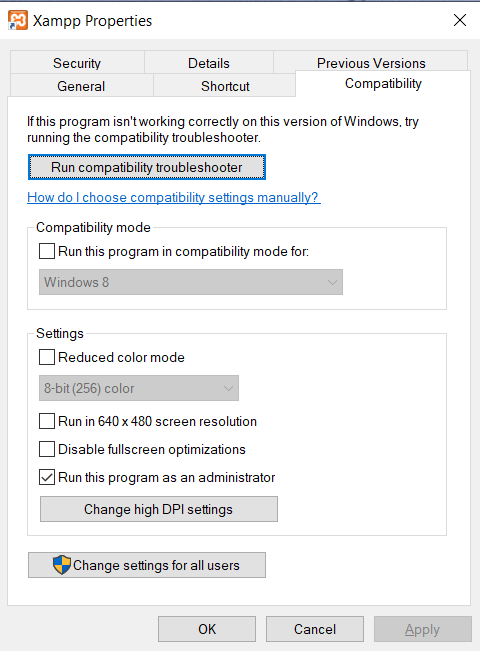 Xampp Properties
Security
Details
Previous Versions
General
Shortcut
Compatibility
If this program isn't working correctly on this version of Windows, try
running the compatibility troubleshooter.
Run compatibility troubleshooter
How do I choose compatibility settings manually?
Compatibility mode
Run this program in compatibility mode for:
Windows 8
Settings
Reduced color mode
8-bit (256) color
Run in 640 x 480 screen resolution
Disable fullscreen optimizations
Run this program as an administrator
Change high DPI settings
Change settings for all users
OK
Cancel
Apply